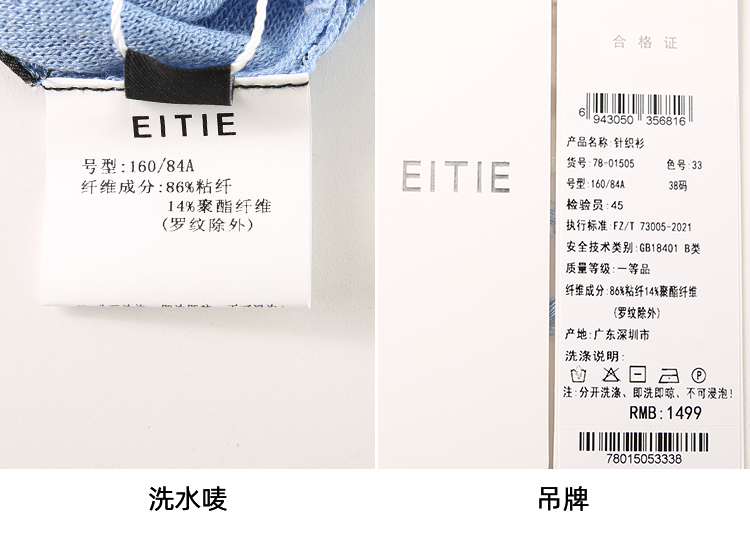 EITIE
号型:160/84A
纤维成分:86%粘纤
14%聚酯纤维
(罗纹除外)
洗水唛
EITIE
合格证
6 943050 356816
产品名称:针织衫
货号:78-01505 色号:33
号型:160/84A 38码
检验员:45
执行标准:FZ/T 73005-2021
安全技术类别:GB18401 B类
质量等级:一等品
纤维成分:86%粘纤14%聚酯纤维
(罗纹除外)
产地:广东深圳市
洗涤说明:
P
注:分开洗涤、即洗即晾、不可浸泡!
RMB:1499
78015053338
吊牌